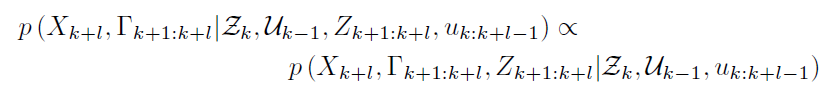 p (X_{k+l}, Γ_{k+1:k+l}|𝒵_k, 𝒰_{k−1}, Z_{k+1:k+l}, u_{k:k+l−1}) ∝
p (X_{k+l}, Γ_{k+1:k+l}, Z_{k+1:k+l}|𝒵_k, 𝒰_{k−1}, u_{k:k+l−1})